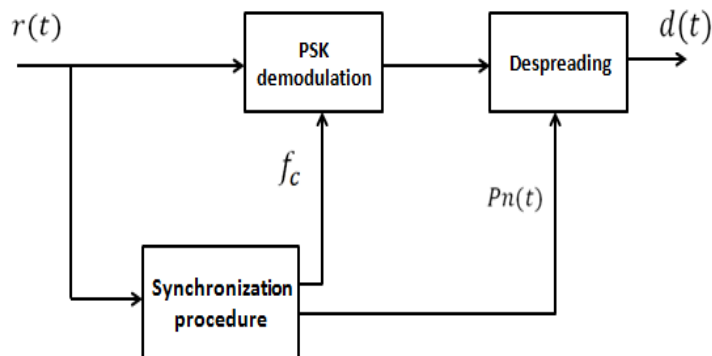 r(t)
PSK
demodulation
Despreading
d(t)
f_c
Pn(t)
Synchronization
procedure